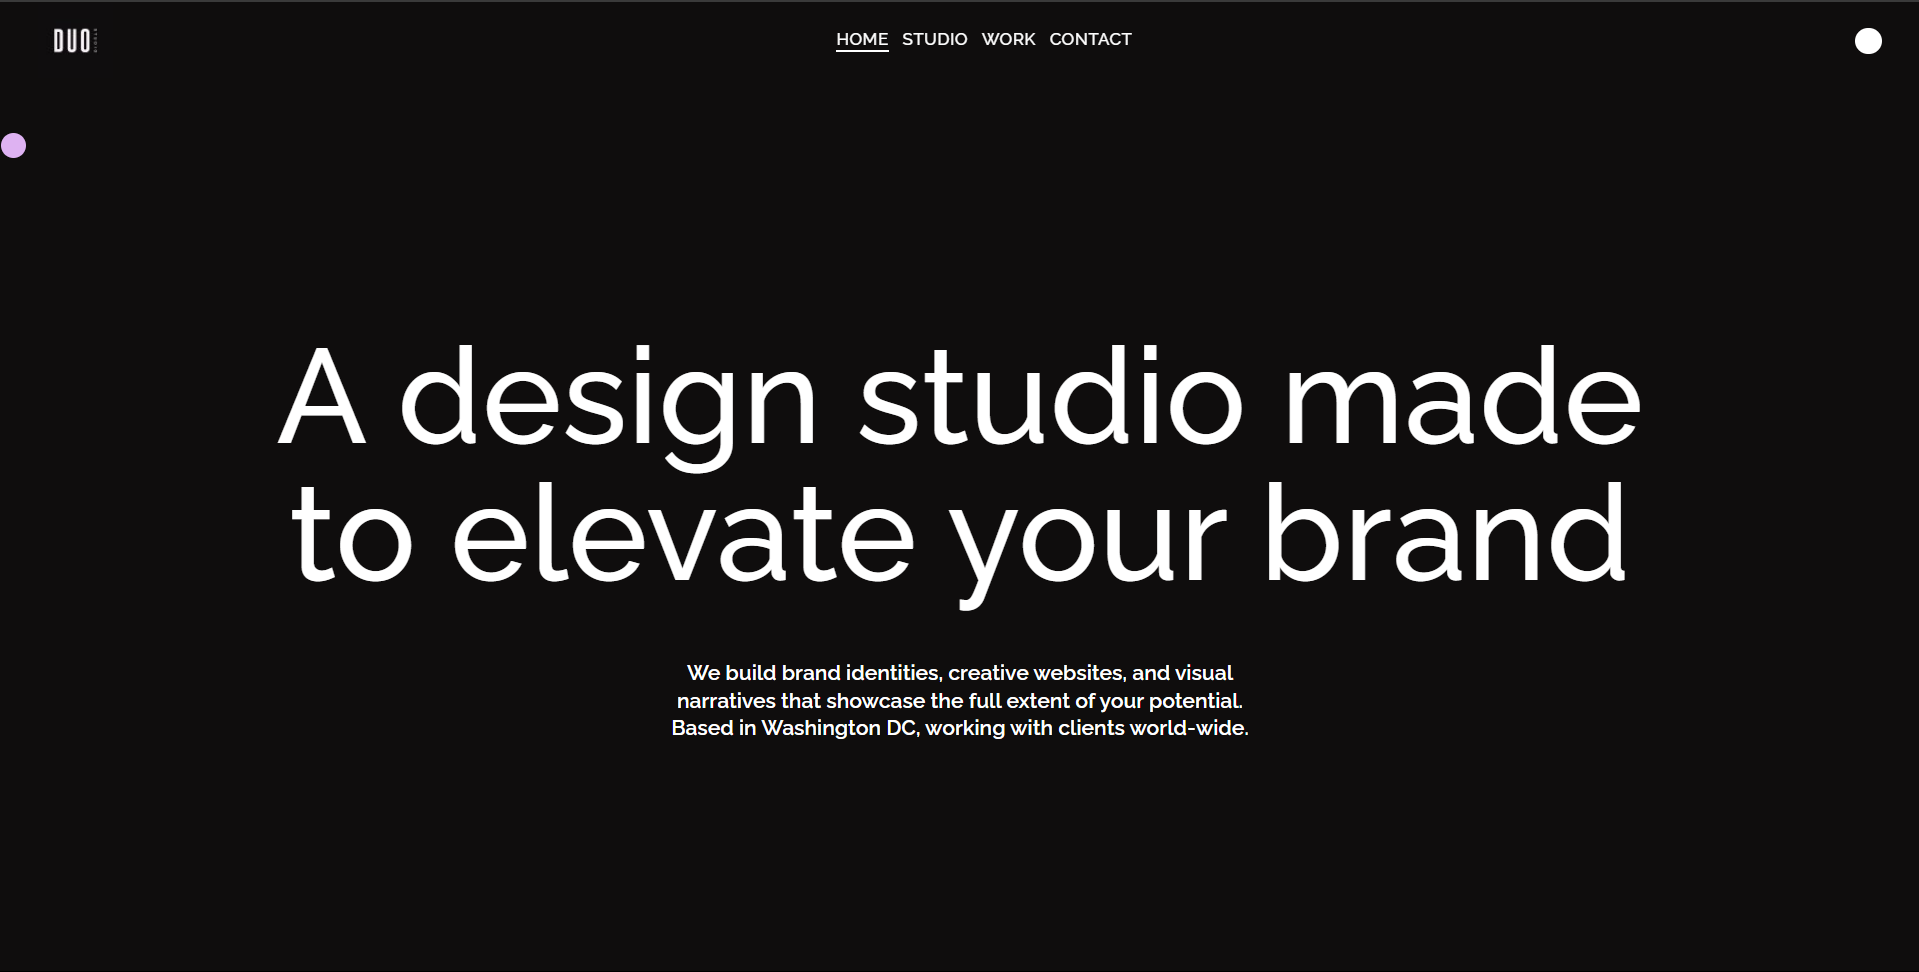 DUO
HOME STUDIO WORK CONTACT
A design studio made
to elevate your brand
We build brand identities, creative websites, and visual
narratives that showcase the full extent of your potential.
Based in Washington DC, working with clients world-wide.